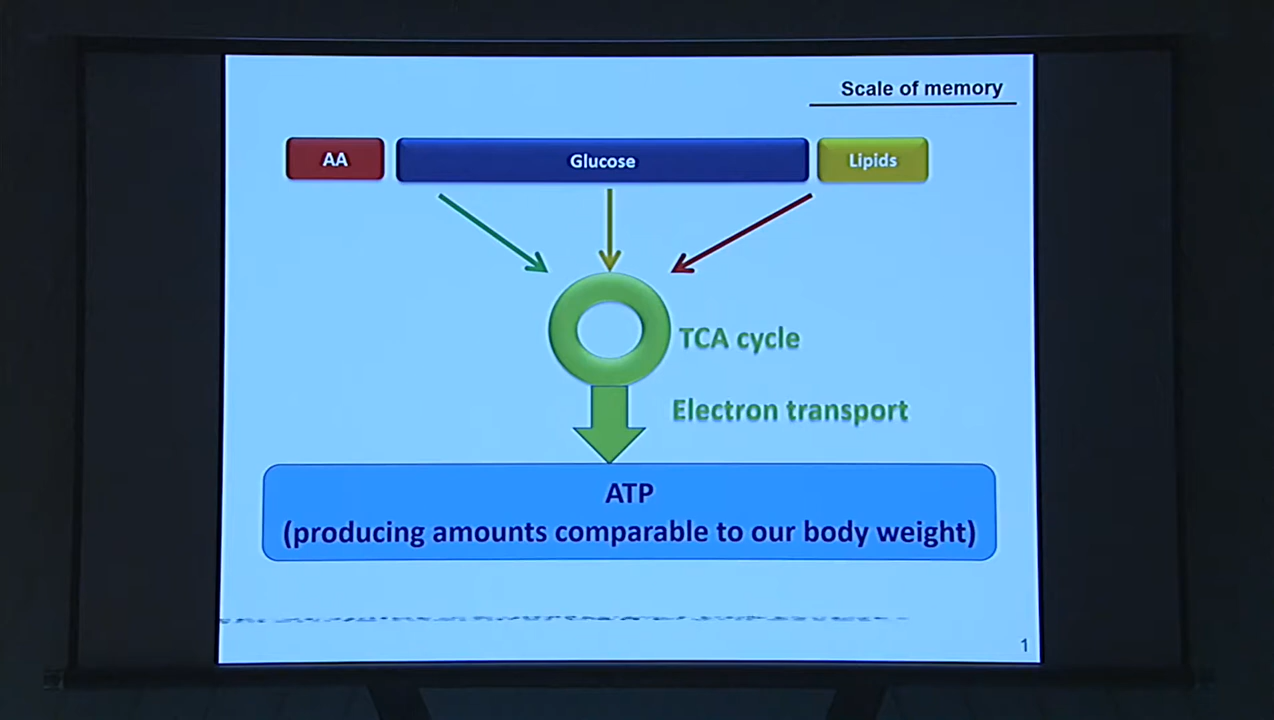 Scale of memory
AA
Glucose
Lipids
TCA cycle
Electron transport
ATP
(producing amounts comparable to our body weight)
1